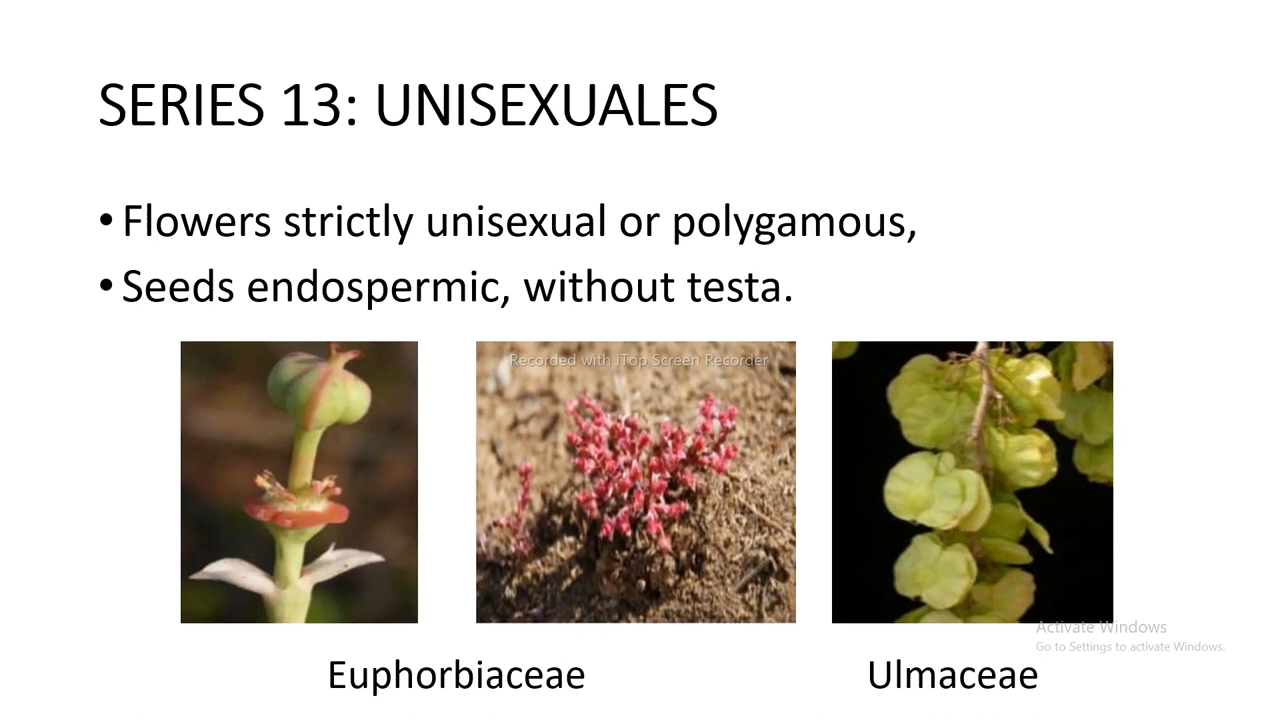 SERIES 13: UNISEXUALES
• Flowers strictly unisexual or polygamous,
• Seeds endospermic, without testa.
Recorded with iTop Screen Recorder
Activate Windows
Go to Settings to activate Windows.
Euphorbiaceae
Ulmaceae